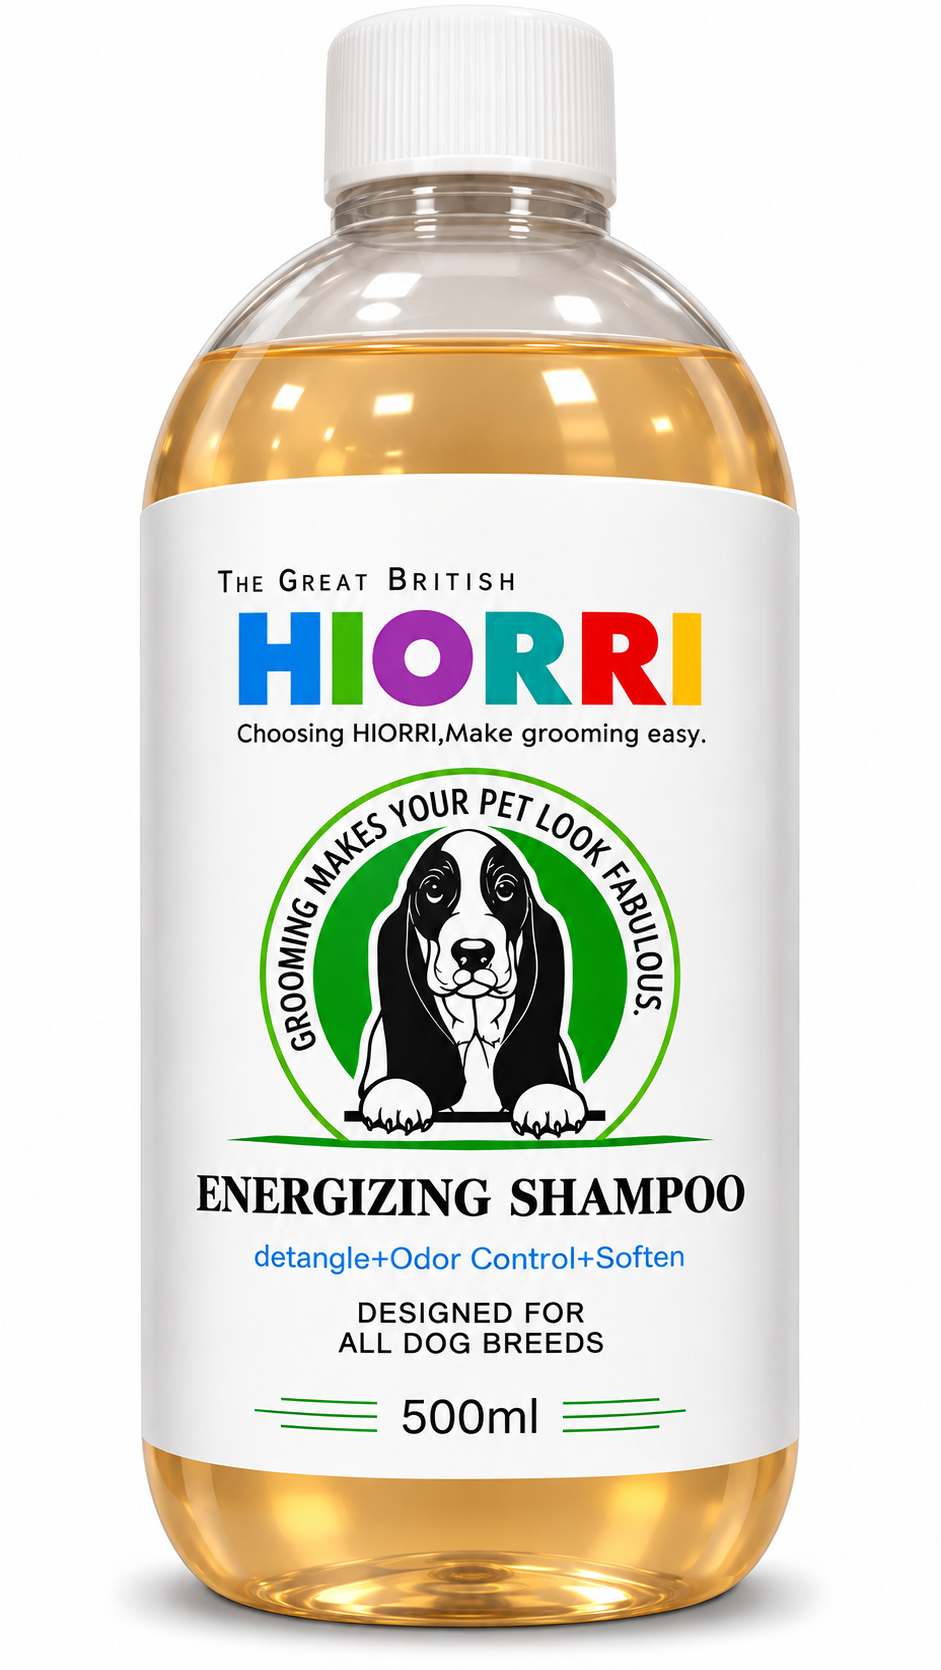 THE GREAT BRITISH
HIORRI
Choosing HIORRI,Make grooming easy.
GROOMING MAKES YOUR PET LOOK FABULOUS.
ENERGIZING SHAMPOO
detangle+Odor Control+Soften
DESIGNED FOR
ALL DOG BREEDS
500ml